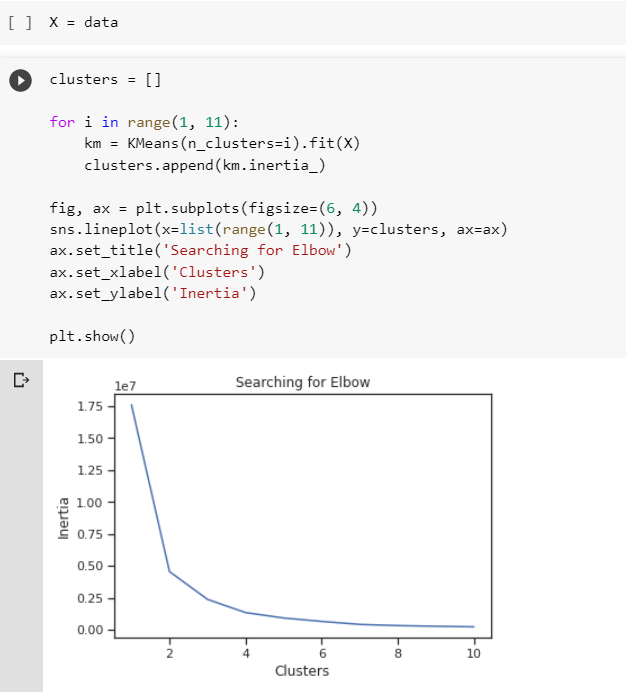 [ ] X = data
clusters = []
for i in range(1, 11):
km = KMeans(n_clusters=i).fit(X)
clusters.append(km.inertia_)
fig, ax = plt.subplots(figsize=(6, 4))
sns.lineplot(x=list(range(1, 11)), y=clusters, ax=ax)
ax.set_title('Searching for Elbow')
ax.set_xlabel('Clusters')
ax.set_ylabel('Inertia')
plt.show()
1e7
Searching for Elbow
1.75
1.50
1.25
1.00
0.75
0.50
0.25
0.00
Inertia
2 4 6 8 10
Clusters